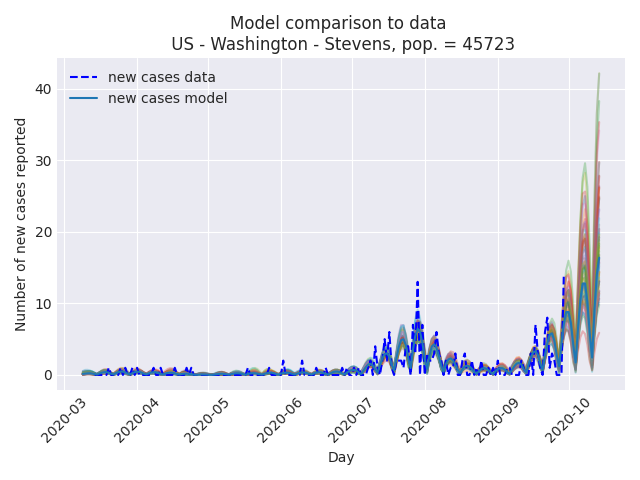 Model comparison to data
US - Washington - Stevens, pop. = 45723
new cases data
new cases model
Number of new cases reported
40
30
20
10
0
2020-03
2020-04
2020-05
2020-06
2020-07
2020-08
2020-09
2020-10
Day